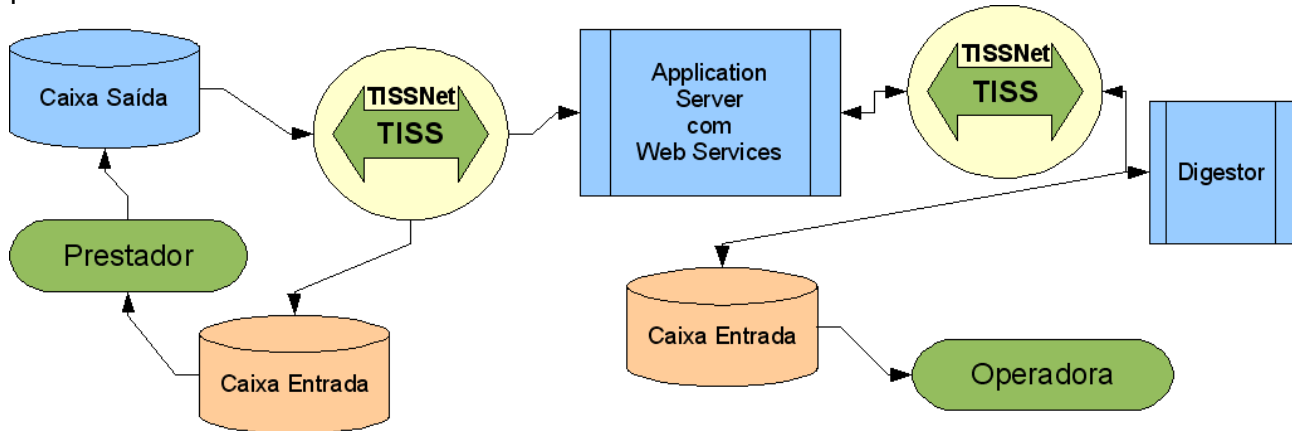 Caixa Saída
TISSNet
TISS
Application
Server
com
Web Services
TISSNet
TISS
Digestor
Prestador
Caixa Entrada
Caixa Entrada
Operadora